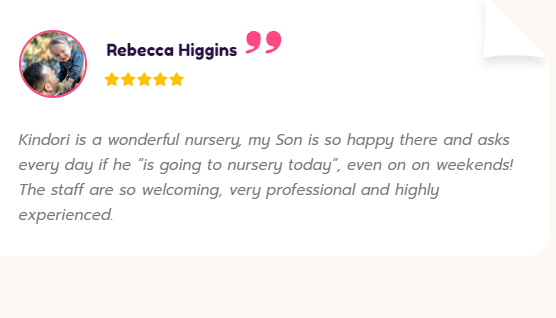 Rebecca Higgins
Kindori is a wonderful nursery, my Son is so happy there and asks
every day if he “is going to nursery today”, even on on weekends!
The staff are so welcoming, very professional and highly
experienced.